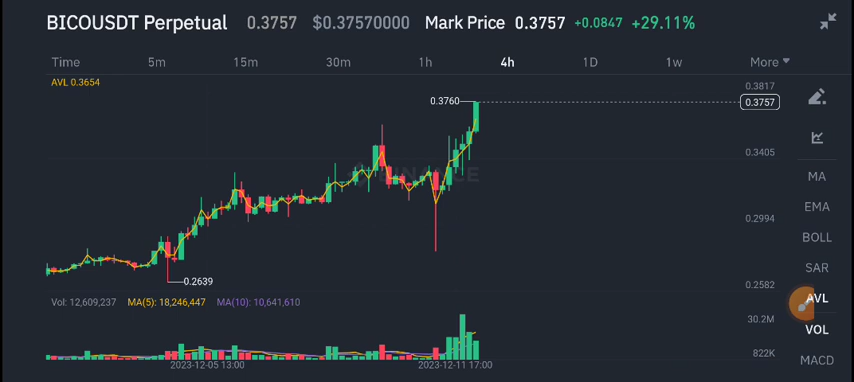 BICOUSDT Perpetual 0.3757 $0.37570000 Mark Price 0.3757 +0.0847 +29.11%
Time 5m 15m 30m 1h 4h 1D 1w More
AVL 0.3654
0.3817
0.3760
0.3757
0.3405
BINANCE
0.2994
0.2639
0.2582
MA
EMA
BOLL
SAR
AVL
VOL
MACD
Vol: 12,609,237 MA(5): 18,246,447 MA(10): 10,641,610
30.2M
822K
2023-12-05 13:00 2023-12-11 17:00